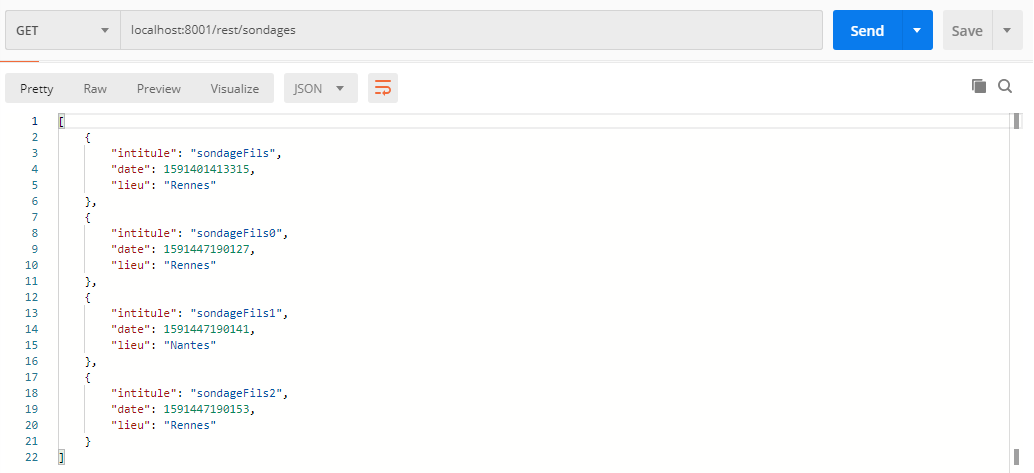 GET localhost:8001/rest/sondages Send Save
Pretty Raw Preview Visualize JSON
1 [
2 {
3 "intitule": "sondageFils",
4 "date": 1591401413315,
5 "lieu": "Rennes"
6 },
7 {
8 "intitule": "sondageFils0",
9 "date": 1591447190127,
10 "lieu": "Rennes"
11 },
12 {
13 "intitule": "sondageFils1",
14 "date": 1591447190141,
15 "lieu": "Nantes"
16 },
17 {
18 "intitule": "sondageFils2",
19 "date": 1591447190153,
20 "lieu": "Rennes"
21 }
22 ]